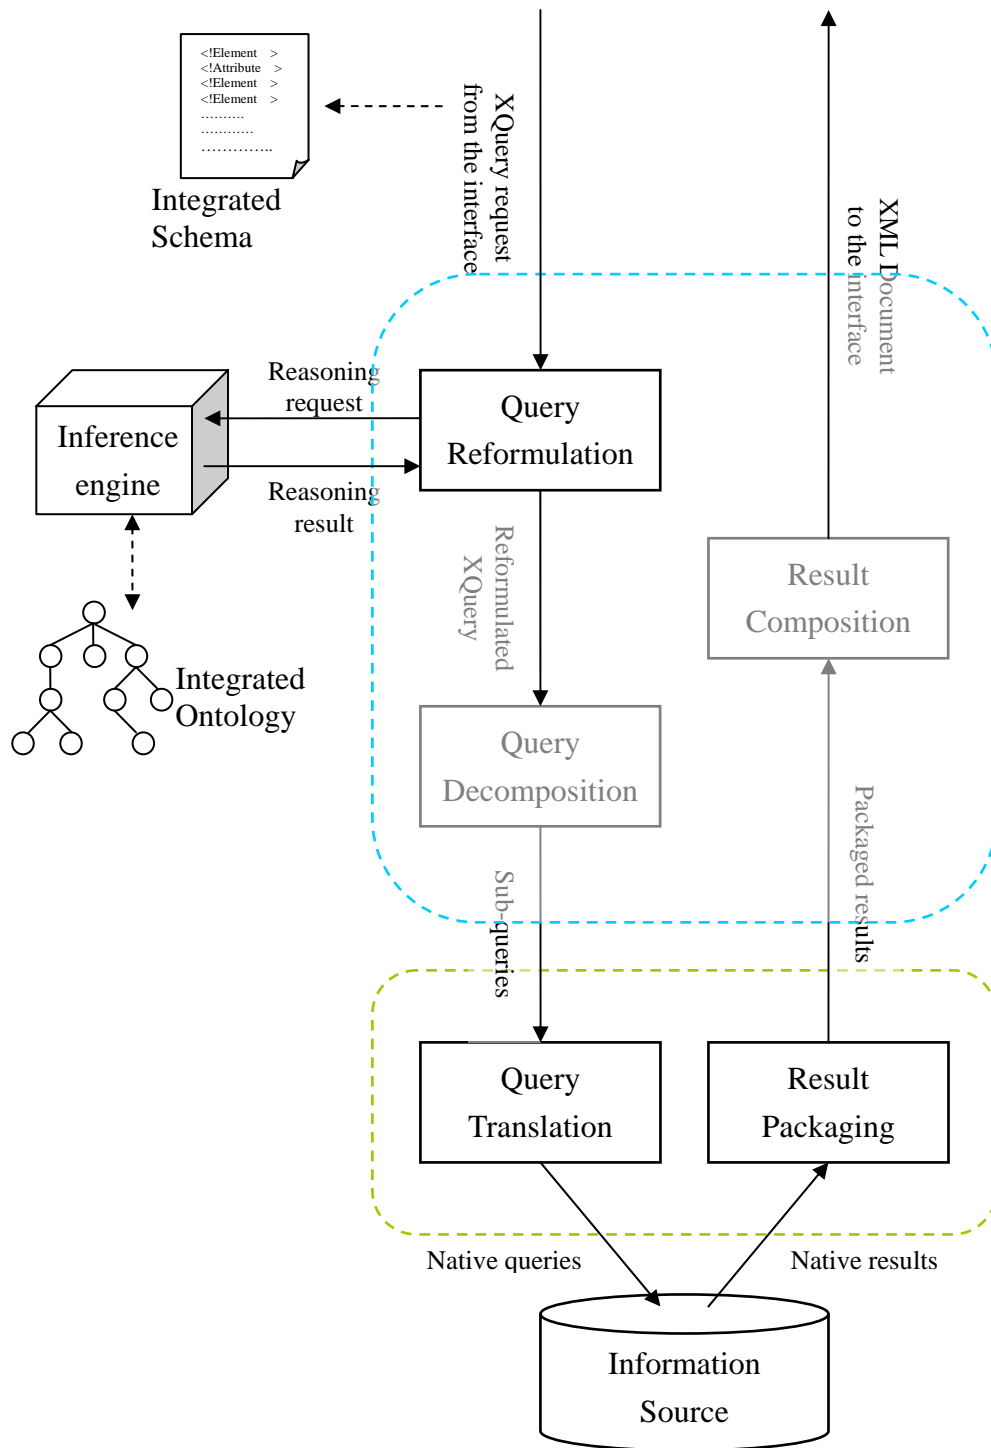 <!Element >
<!Attribute >
<!Element >
<!Element >
……….
…………
…………..
Integrated
Schema
XQuery request
from the interface
XML Document
to the interface
Reasoning
request
Query
Reformulation
Inference
engine
Reasoning
result
Reformulated
XQuery
Result
Composition
Integrated
Ontology
Query
Decomposition
Sub-queries
Packaged results
Query
Translation
Result
Packaging
Native queries
Native results
Information
Source